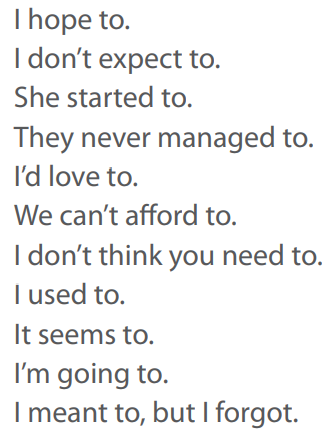 I hope to.
I don’t expect to.
She started to.
They never managed to.
I’d love to.
We can’t afford to.
I don’t think you need to.
I used to.
It seems to.
I’m going to.
I meant to, but I forgot.